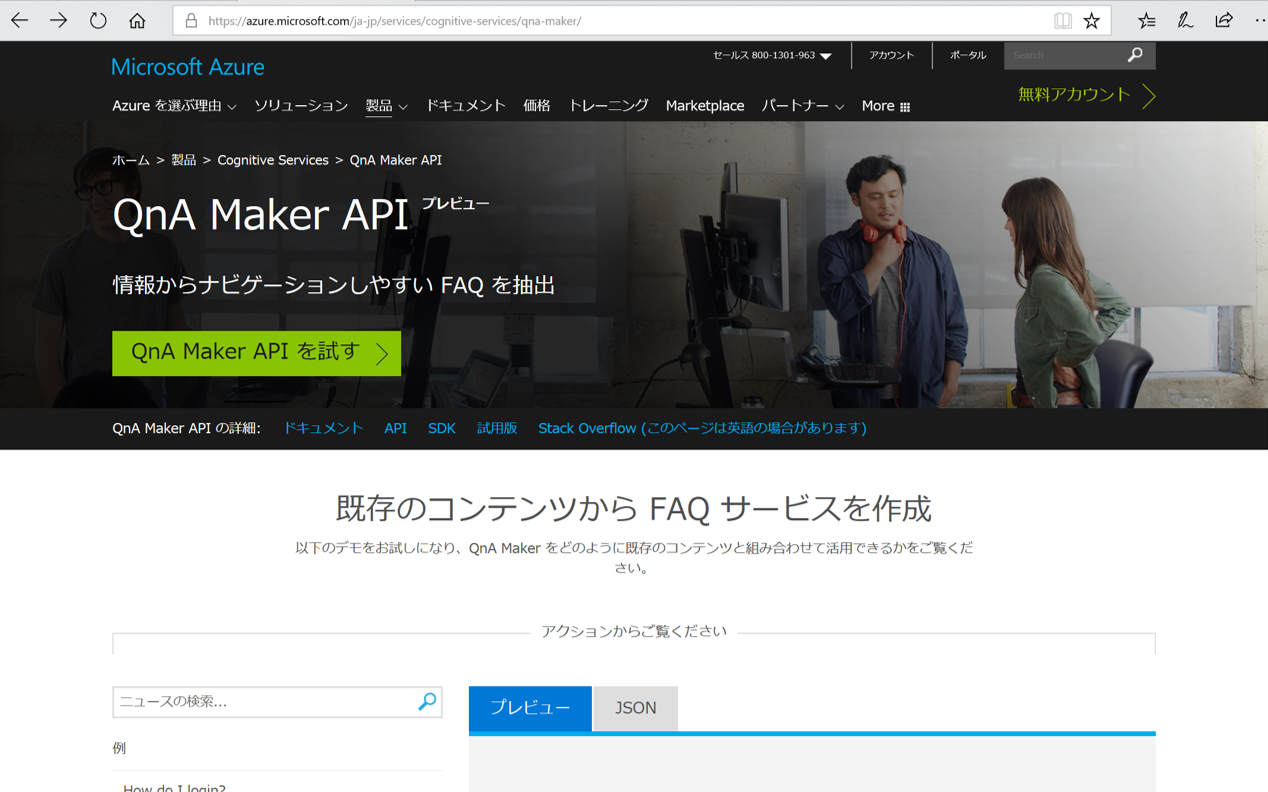 https://azure.microsoft.com/ja-jp/services/cognitive-services/qna-maker/
セールス 800-1301-963 アカウント ポータル Search
Microsoft Azure
無料アカウント
Azure を選ぶ理由 ソリューション 製品 ドキュメント 価格 トレーニング Marketplace パートナー More
ホーム > 製品 > Cognitive Services > QnA Maker API
QnA Maker API プレビュー
情報からナビゲーションしやすい FAQ を抽出
QnA Maker API を試す
QnA Maker API の詳細: ドキュメント API SDK 試用版 Stack Overflow (このページは英語の場合があります)
既存のコンテンツから FAQ サービスを作成
以下のデモをお試しになり、QnA Maker をどのように既存のコンテンツと組み合わせて活用できるかをご覧くだ
さい。
アクションからご覧ください
ニュースの検索...
プレビュー JSON
例
How do I login?